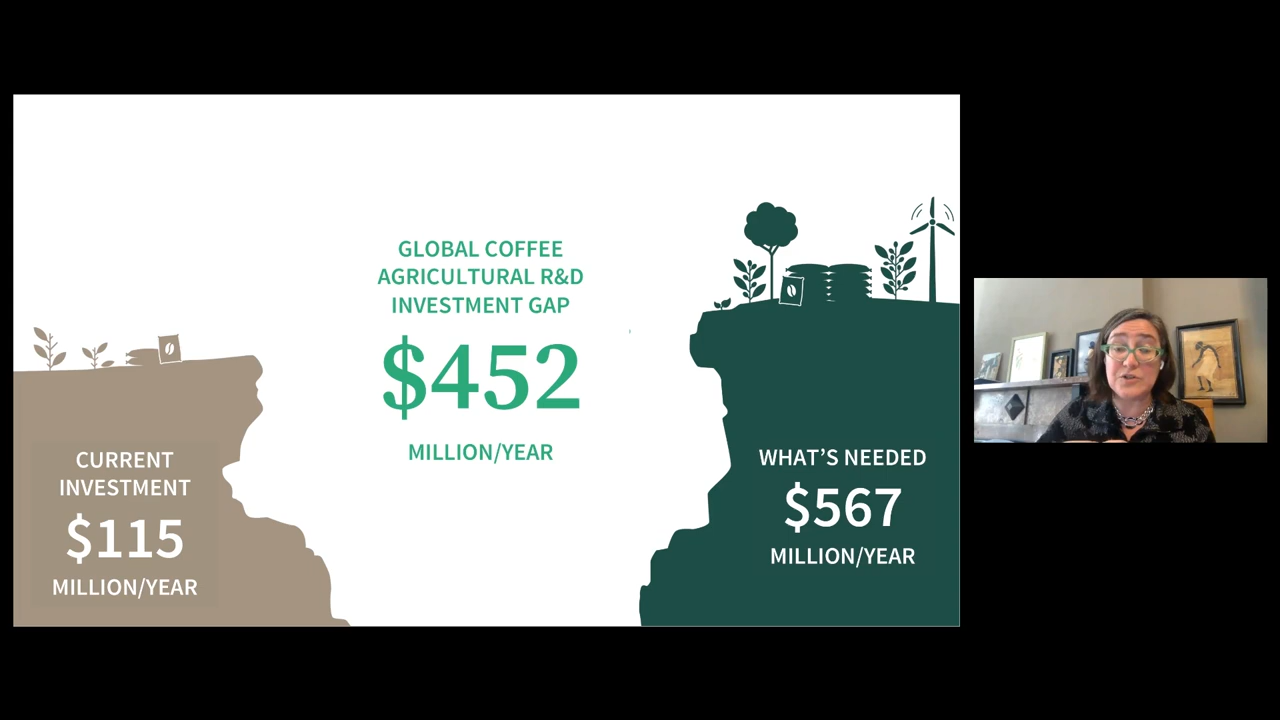 GLOBAL COFFEE
AGRICULTURAL R&D
INVESTMENT GAP
$452
MILLION/YEAR
CURRENT
INVESTMENT
$115
MILLION/YEAR
WHAT’S NEEDED
$567
MILLION/YEAR